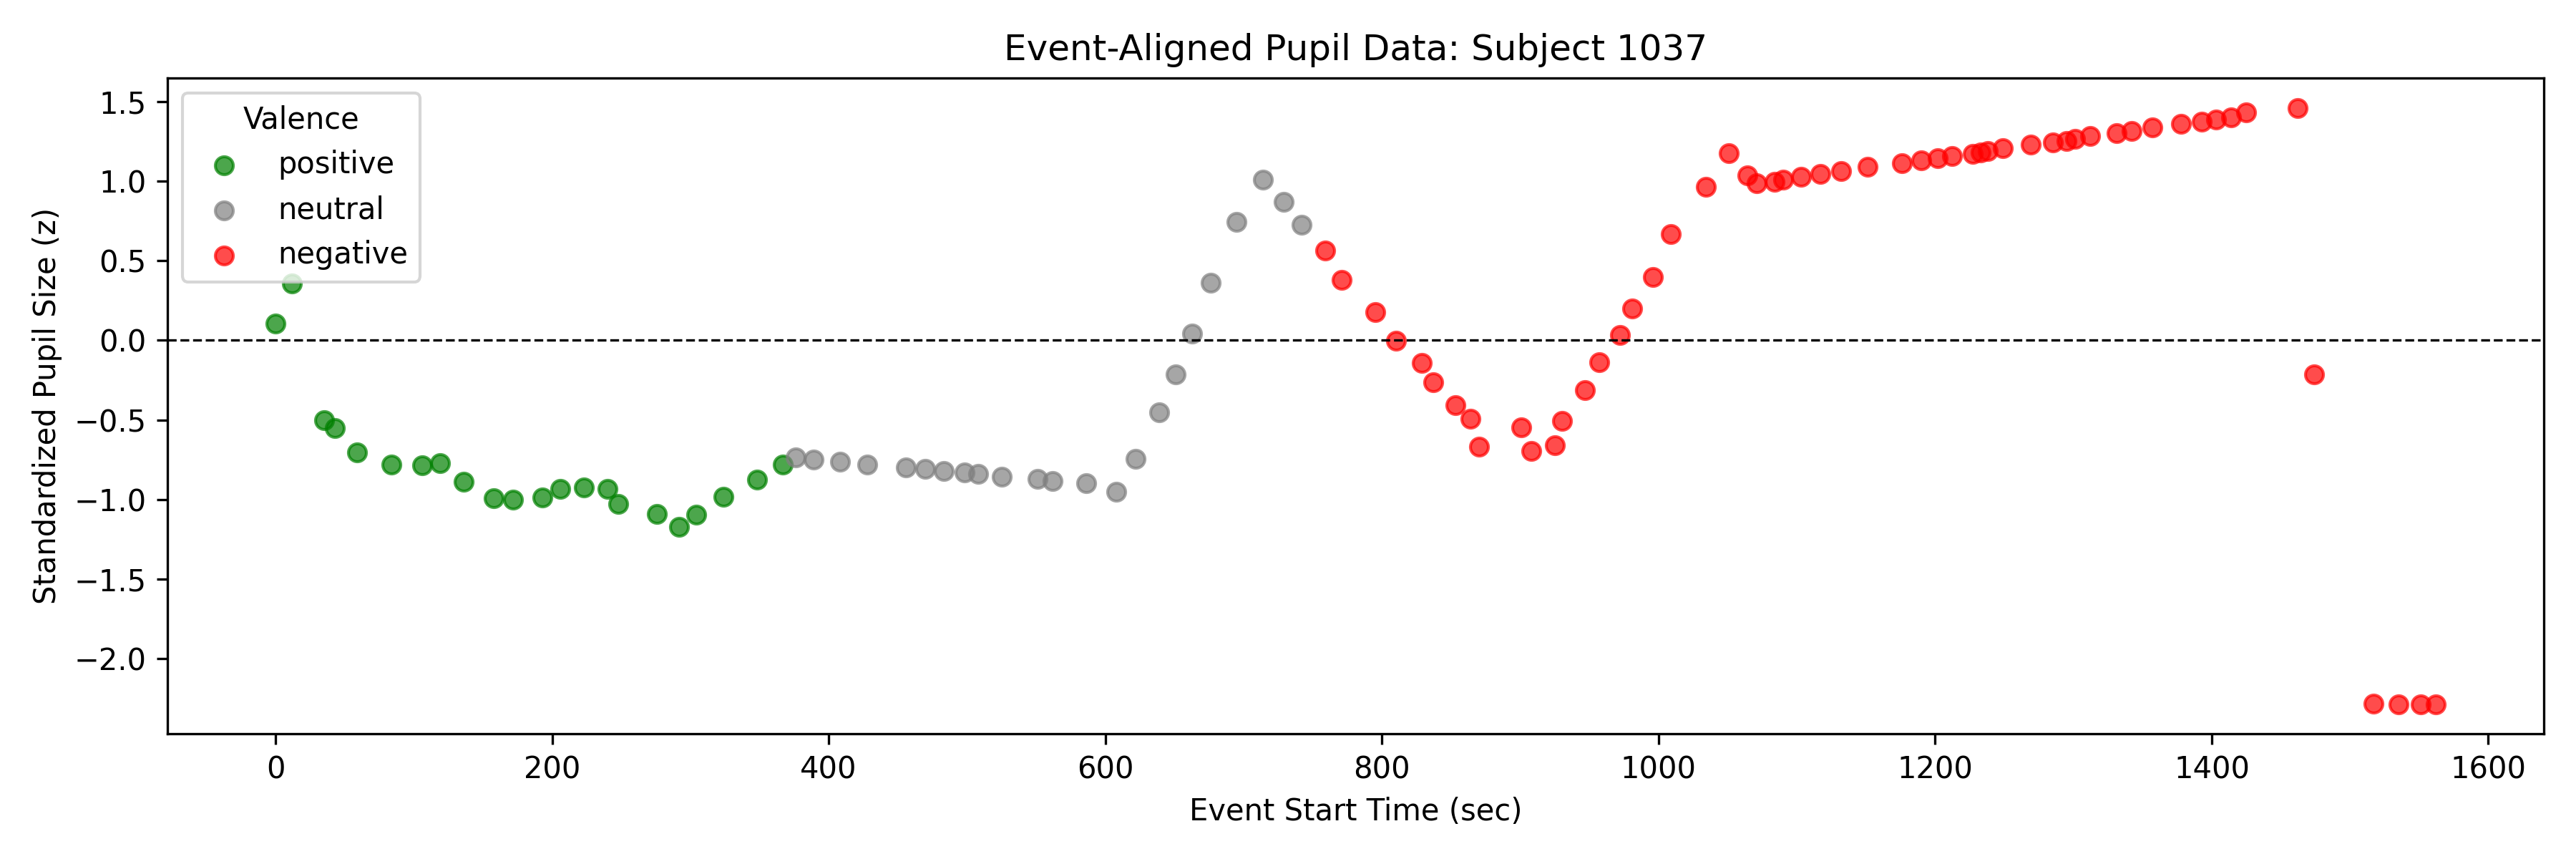 Event-Aligned Pupil Data: Subject 1037
Standardized Pupil Size (z)
1.5
1.0
0.5
0.0
−0.5
−1.0
−1.5
−2.0
Valence
positive
neutral
negative
0 200 400 600 800 1000 1200 1400 1600
Event Start Time (sec)